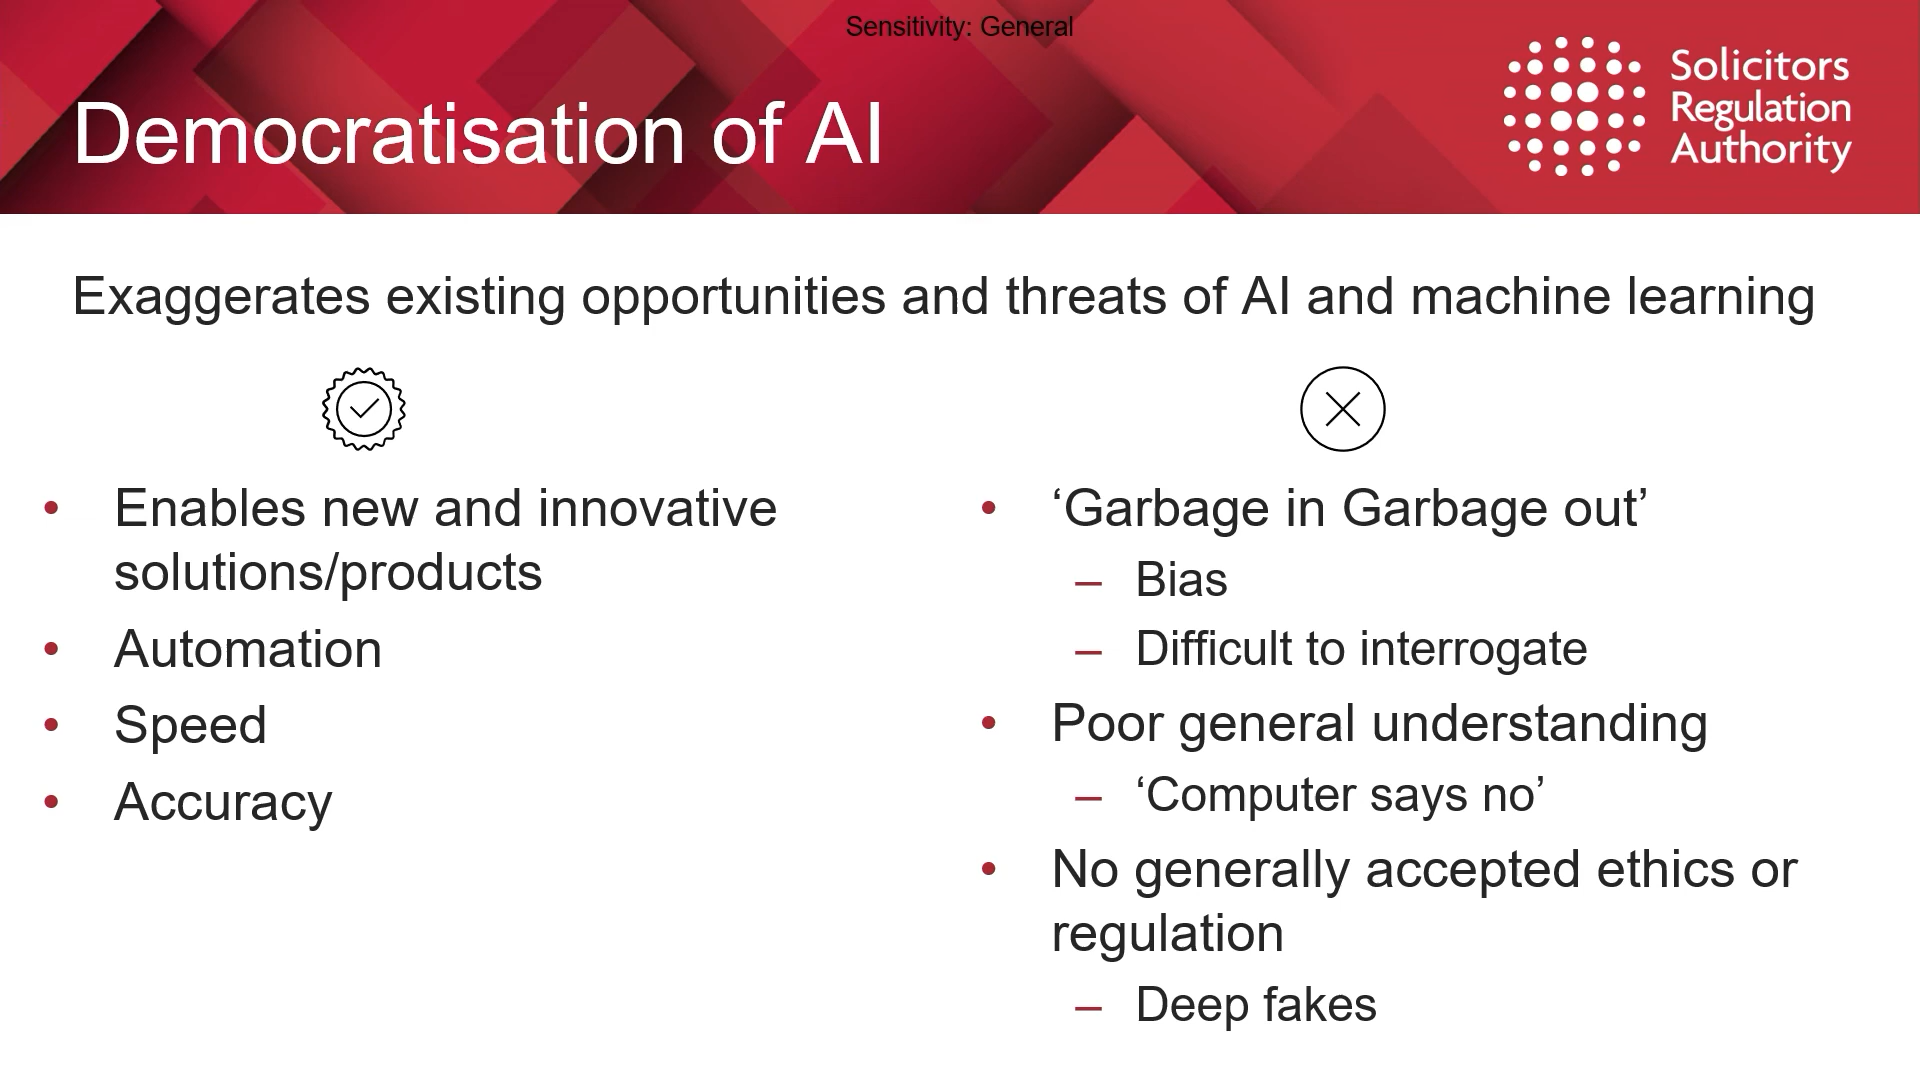 Sensitivity: General
Democratisation of AI
Solicitors
Regulation
Authority
Exaggerates existing opportunities and threats of AI and machine learning
• Enables new and innovative
solutions/products
• Automation
• Speed
• Accuracy
• ‘Garbage in Garbage out’
– Bias
– Difficult to interrogate
• Poor general understanding
– ‘Computer says no’
• No generally accepted ethics or
regulation
– Deep fakes